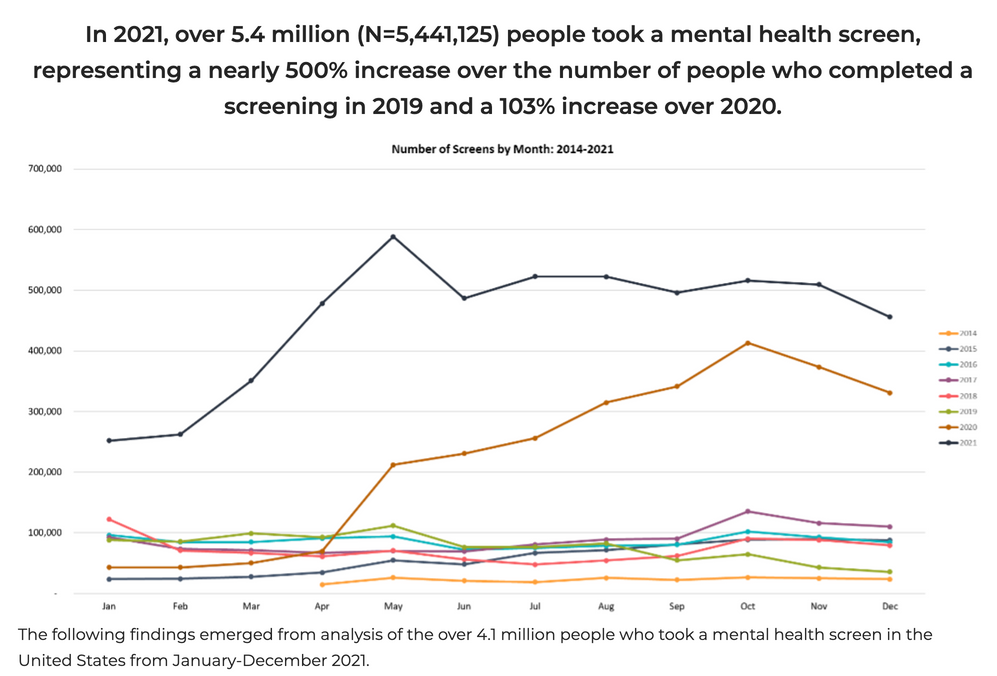 In 2021, over 5.4 million (N=5,441,125) people took a mental health screen,
representing a nearly 500% increase over the number of people who completed a
screening in 2019 and a 103% increase over 2020.
Number of Screens by Month: 2014-2021
700,000
600,000
500,000
400,000
300,000
200,000
100,000
-
Jan Feb Mar Apr May Jun Jul Aug Sep Oct Nov Dec
2014
2015
2016
2017
2018
2019
2020
2021
The following findings emerged from analysis of the over 4.1 million people who took a mental health screen in the
United States from January-December 2021.